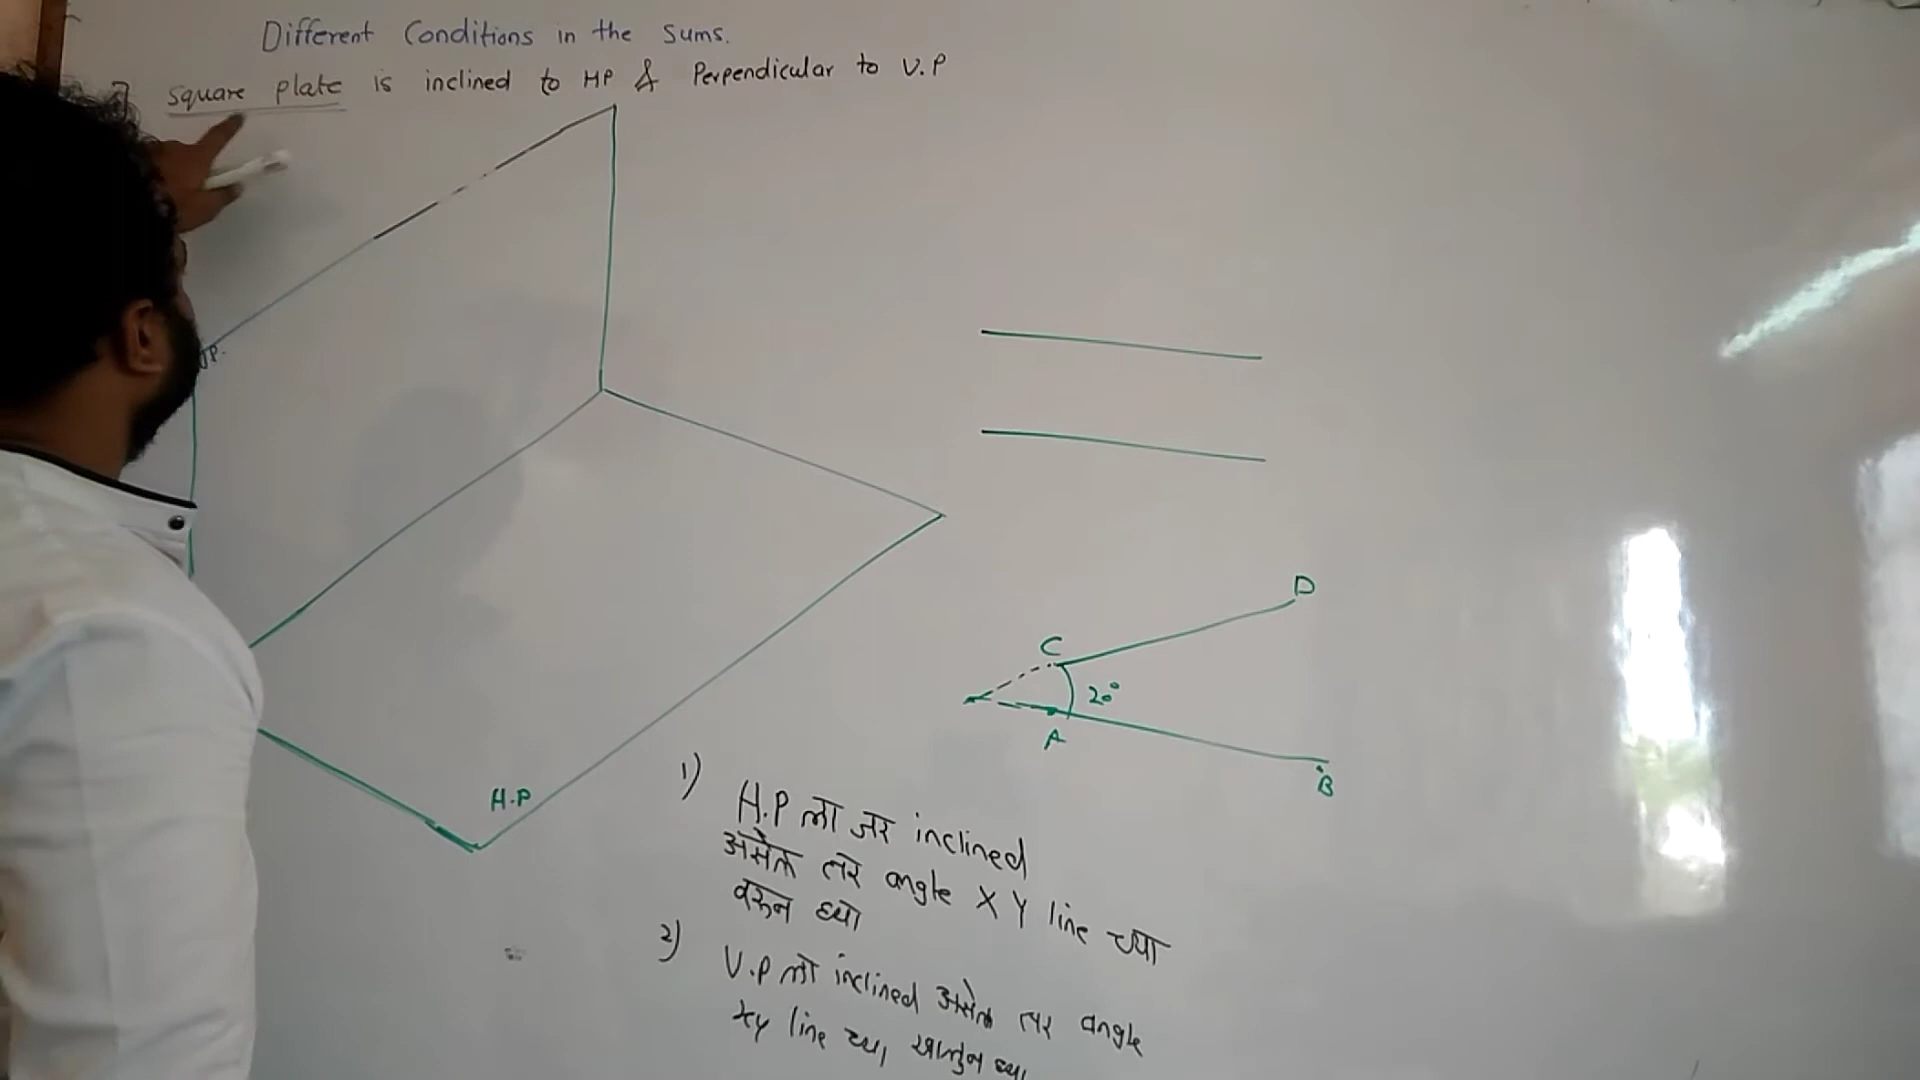 Different Conditions in the Sums.
square plate is inclined to HP & Perpendicular to V.P
D
C
20°
A
B
H.P
1) H.P ला जर inclined
असेल तर angle X Y line च्या
वरून घ्या
2) V.P ला inclined असेल तर angle
xy line च्या खालुन घ्या